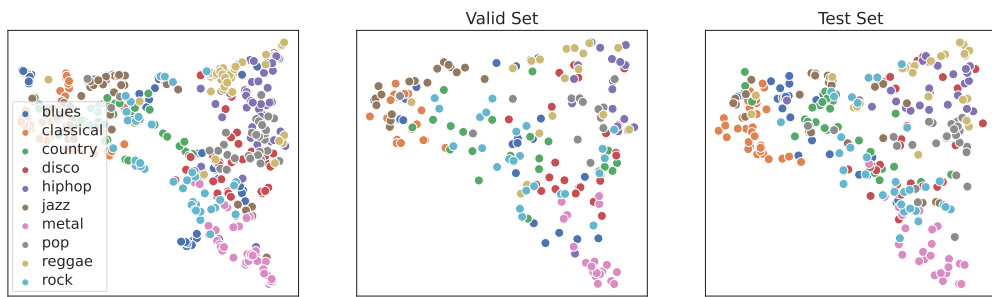 Valid Set
Test Set
blues
classical
country
disco
hiphop
jazz
metal
pop
reggae
rock